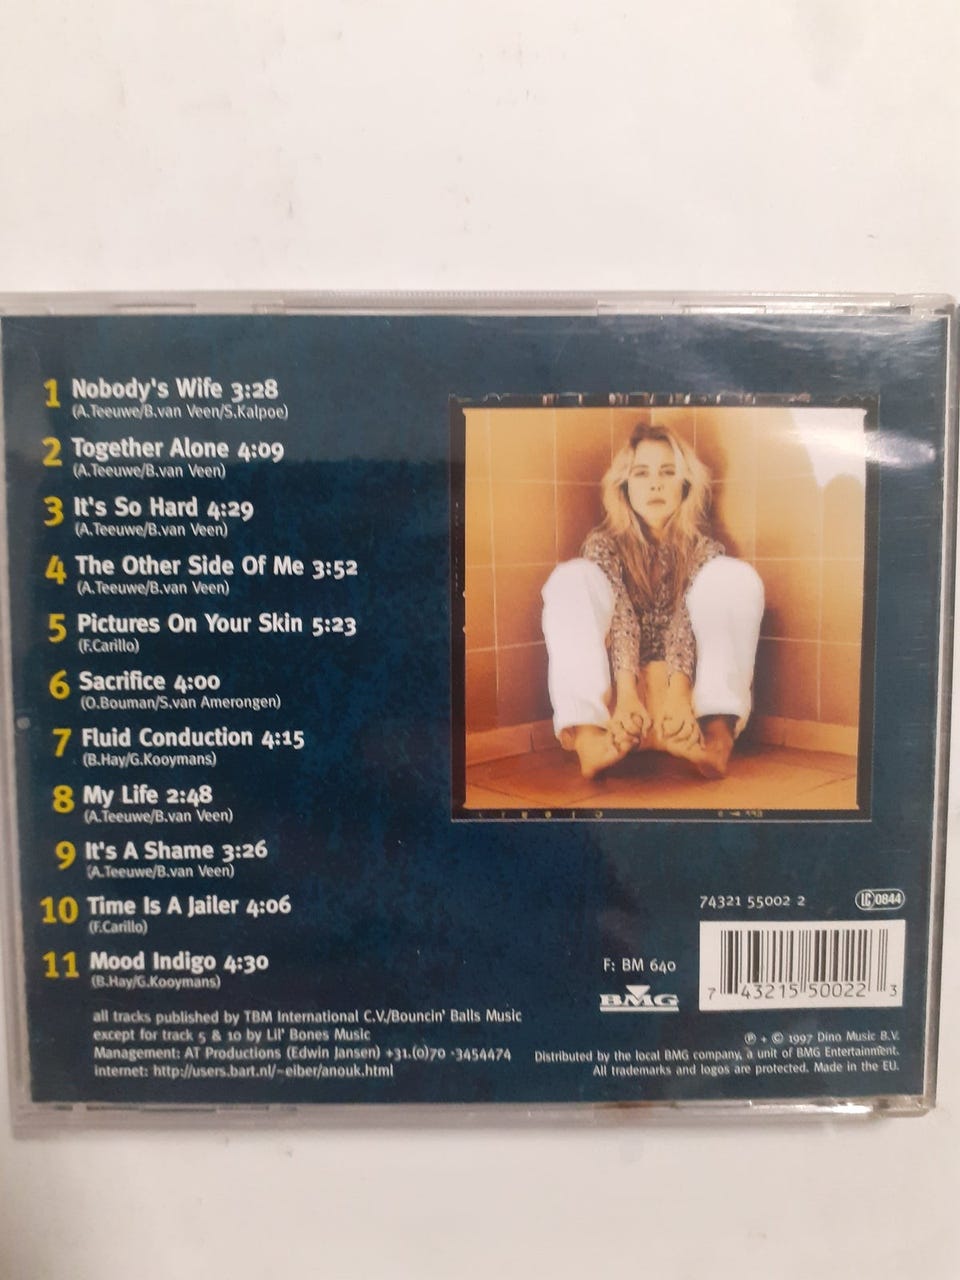 1 Nobody's Wife 3:28
(A.Teeuwe/B.van Veen/S.Kalpoe)
2 Together Alone 4:09
(A.Teeuwe/B.van Veen)
3 It's So Hard 4:29
(A.Teeuwe/B.van Veen)
4 The Other Side Of Me 3:52
(A.Teeuwe/B.van Veen)
5 Pictures On Your Skin 5:23
(F.Carillo)
6 Sacrifice 4:00
(O.Bouman/S.van Amerongen)
7 Fluid Conduction 4:15
(B.Hay/G.Kooymans)
8 My Life 2:48
(A.Teeuwe/B.van Veen)
9 It's A Shame 3:26
(A.Teeuwe/B.van Veen)
10 Time Is A Jailer 4:06
(F.Carillo)
11 Mood Indigo 4:30
(B.Hay/G.Kooymans)
all tracks published by TBM International C.V./Bouncin' Balls Music
except for track 5 & 10 by Lil' Bones Music
Management: AT Productions (Edwin Jansen) +31.(0)70 -3454474
Internet: http://users.bart.nl/~eiber/anouk.html
74321 55002 2
LC 0844
F: BM 640
BMG
7 43215 50022 3
℗ + © 1997 Dino Music B.V.
Distributed by the local BMG company, a unit of BMG Entertainment.
All trademarks and logos are protected. Made in the EU.